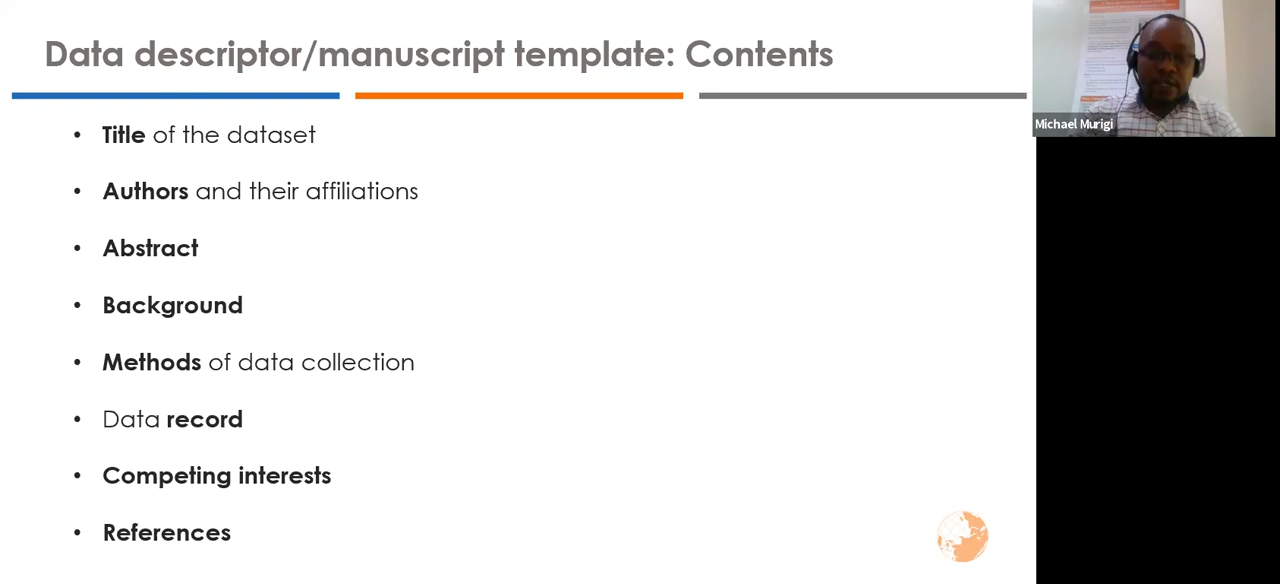 Data descriptor/manuscript template: Contents
• Title of the dataset
• Authors and their affiliations
• Abstract
• Background
• Methods of data collection
• Data record
• Competing interests
• References
Michael Murigi